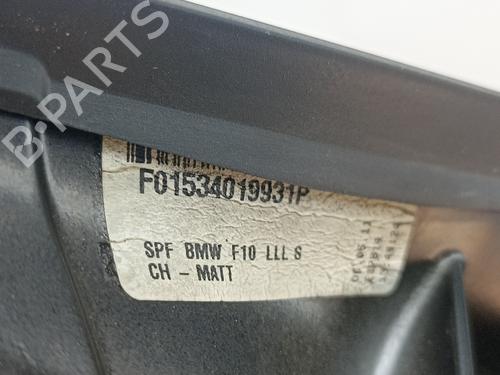 B-PARTS
F01534019931P
SPF BMW F10 LLL S
CH - MATT